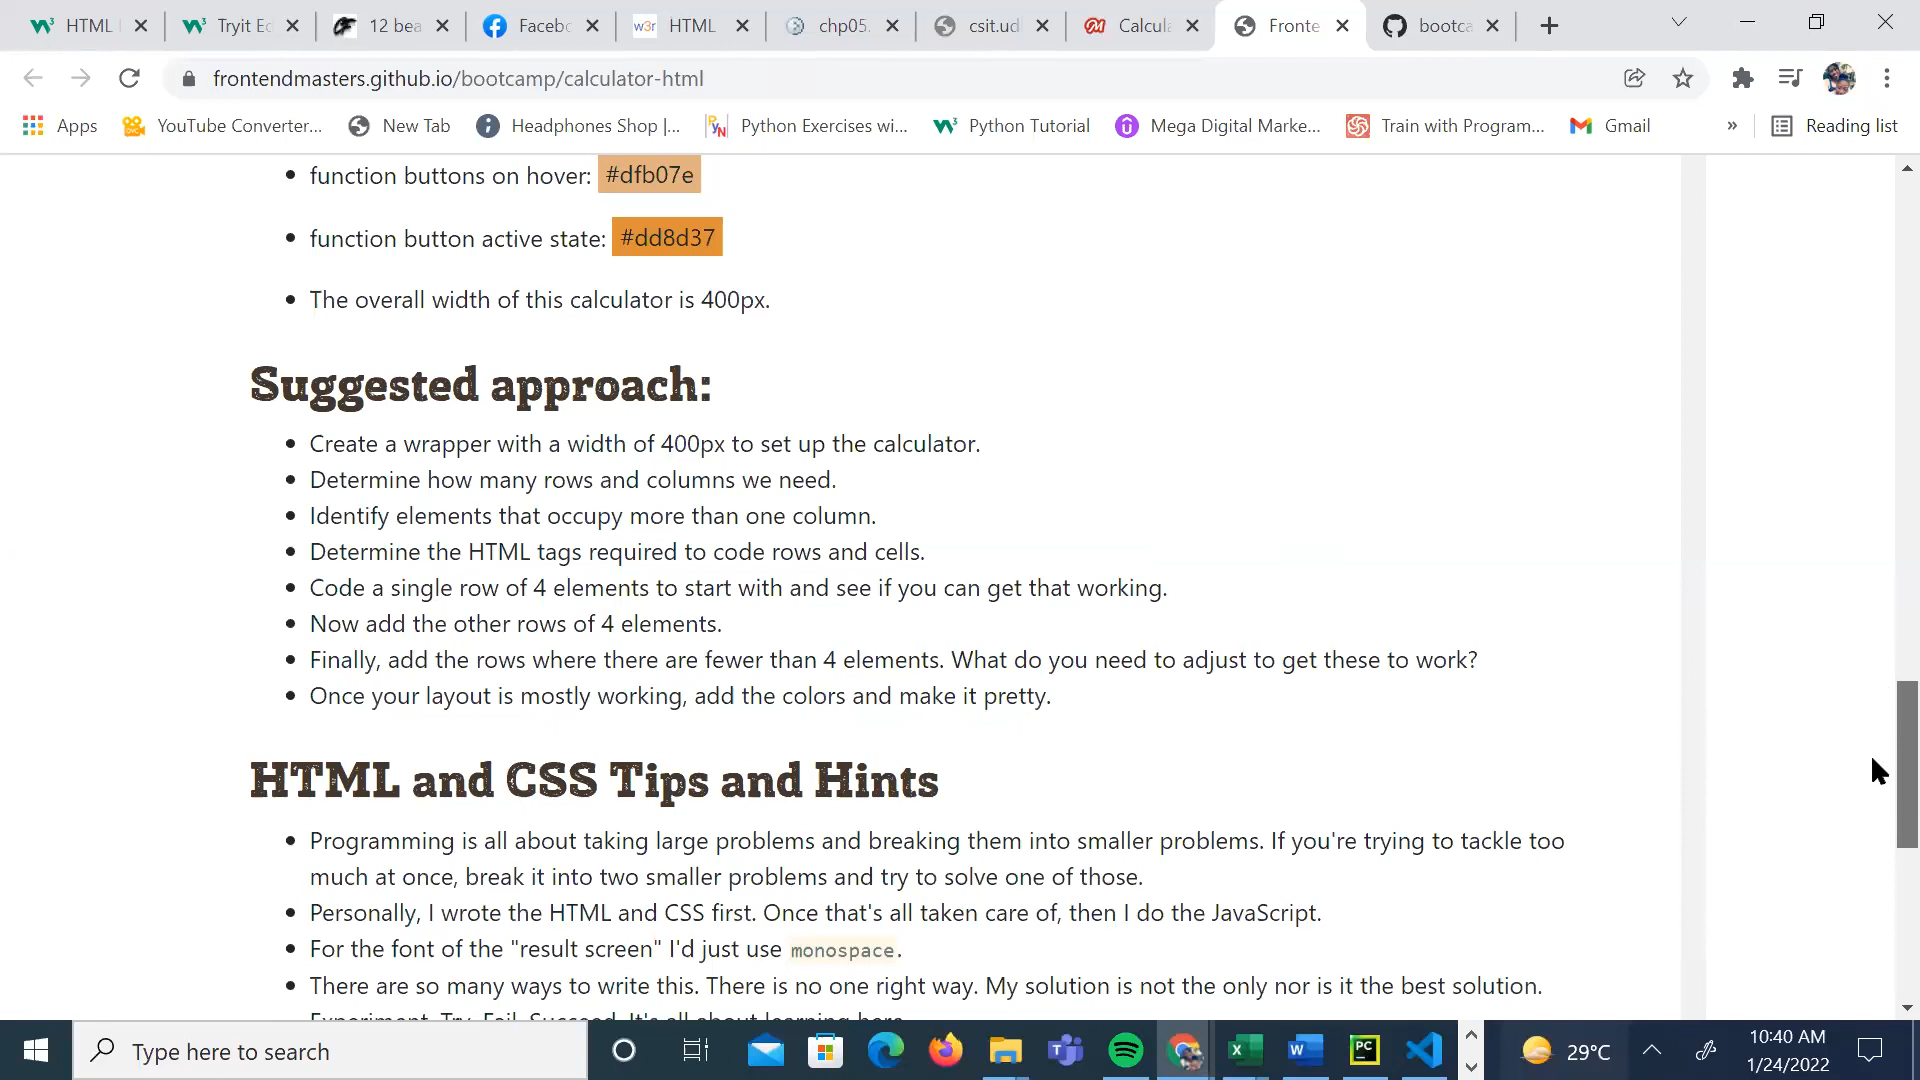 HTML
Tryit Ed
12 bea
Facebo
w3r HTML
chp05.
csit.ud
Calcula
Fronte
bootca
frontendmasters.github.io/bootcamp/calculator-html
Apps YouTube Converter... New Tab Headphones Shop |... Python Exercises wi... Python Tutorial Mega Digital Marke... Train with Program... Gmail » Reading list
function buttons on hover: #dfb07e
function button active state: #dd8d37
The overall width of this calculator is 400px.
Suggested approach:
Create a wrapper with a width of 400px to set up the calculator.
Determine how many rows and columns we need.
Identify elements that occupy more than one column.
Determine the HTML tags required to code rows and cells.
Code a single row of 4 elements to start with and see if you can get that working.
Now add the other rows of 4 elements.
Finally, add the rows where there are fewer than 4 elements. What do you need to adjust to get these to work?
Once your layout is mostly working, add the colors and make it pretty.
HTML and CSS Tips and Hints
Programming is all about taking large problems and breaking them into smaller problems. If you're trying to tackle too
much at once, break it into two smaller problems and try to solve one of those.
Personally, I wrote the HTML and CSS first. Once that's all taken care of, then I do the JavaScript.
For the font of the "result screen" I'd just use monospace.
There are so many ways to write this. There is no one right way. My solution is not the only nor is it the best solution.
Experiment. Try. Fail. Succeed. It's all about learning here.
Type here to search
29°C
10:40 AM
1/24/2022